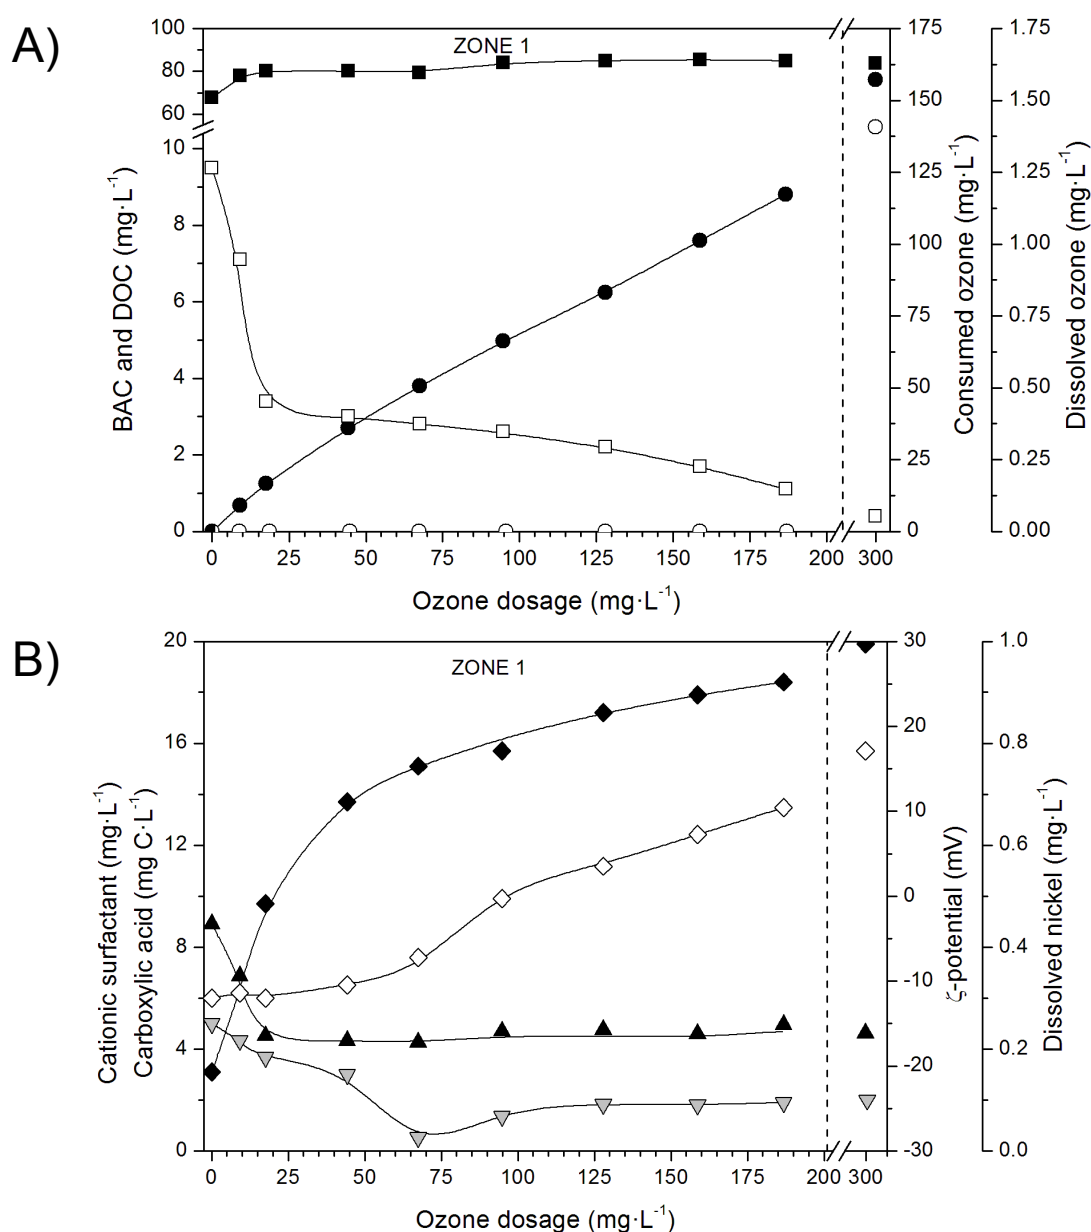 A)
ZONE 1
BAC and DOC (mg·L⁻¹)
100
80
60
10
8
6
4
2
0
Consumed ozone (mg·L⁻¹)
175
150
125
100
75
50
25
0
Dissolved ozone (mg·L⁻¹)
1.75
1.50
1.25
1.00
0.75
0.50
0.25
0.00
0 25 50 75 100 125 150 175 200 300
Ozone dosage (mg·L⁻¹)
B)
ZONE 1
Cationic surfactant (mg·L⁻¹)
Carboxylic acid (mg C·L⁻¹)
20
16
12
8
4
0
ζ-potential (mV)
30
20
10
0
-10
-20
-30
Dissolved nickel (mg·L⁻¹)
1.0
0.8
0.6
0.4
0.2
0.0
0 25 50 75 100 125 150 175 200 300
Ozone dosage (mg·L⁻¹)